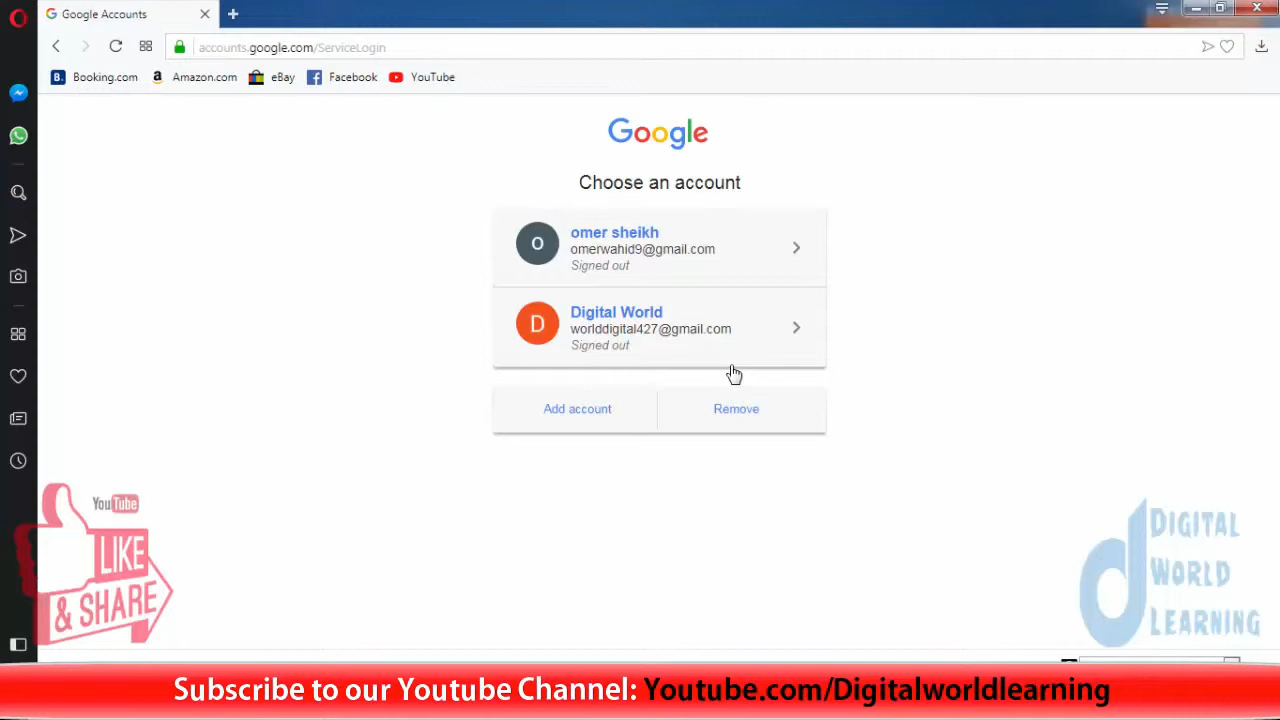 Google Accounts
accounts.google.com/ServiceLogin
B. Booking.com
a Amazon.com
eBay
Facebook
YouTube
Google
Choose an account
O
omer sheikh
omerwahid9@gmail.com
Signed out
D
Digital World
worlddigital427@gmail.com
Signed out
Add account
Remove
YouTube
LIKE
& SHARE
d
DIGITAL
WORLD
LEARNING
Subscribe to our Youtube Channel: Youtube.com/Digitalworldlearning